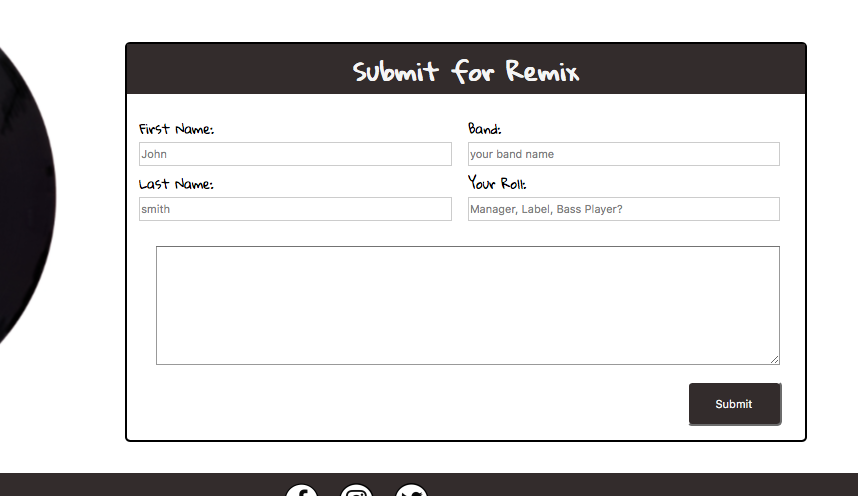 Submit for Remix
First Name:
John
Band:
your band name
Last Name:
smith
Your Roll:
Manager, Label, Bass Player?
Submit